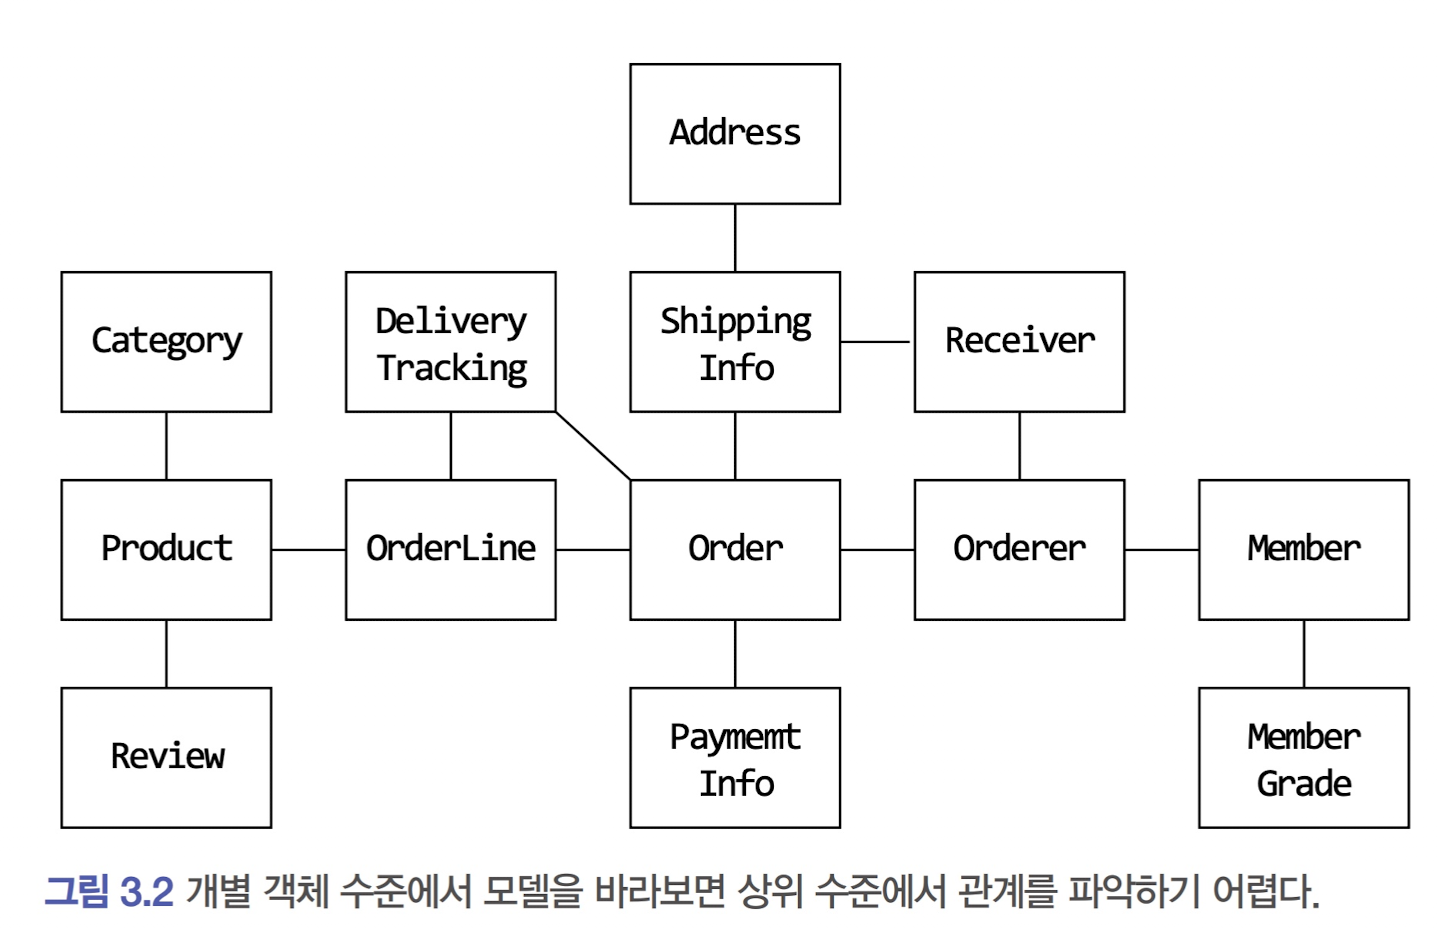 Address
Category
Delivery
Tracking
Shipping
Info
Receiver
Product
OrderLine
Order
Orderer
Member
Review
Paymemt
Info
Member
Grade
그림 3.2 개별 객체 수준에서 모델을 바라보면 상위 수준에서 관계를 파악하기 어렵다.